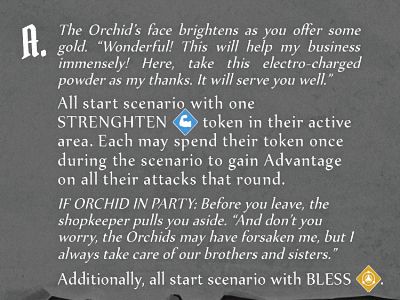 A. The Orchid's face brightens as you offer some
gold. “Wonderful! This will help my business
immensely! Here, take this electro-charged
powder as my thanks. It will serve you well.”
All start scenario with one
STRENGHTEN token in their active
area. Each may spend their token once
during the scenario to gain Advantage
on all their attacks that round.
IF ORCHID IN PARTY: Before you leave, the
shopkeeper pulls you aside. “And don't you
worry, the Orchids may have forsaken me, but I
always take care of our brothers and sisters.”
Additionally, all start scenario with BLESS .